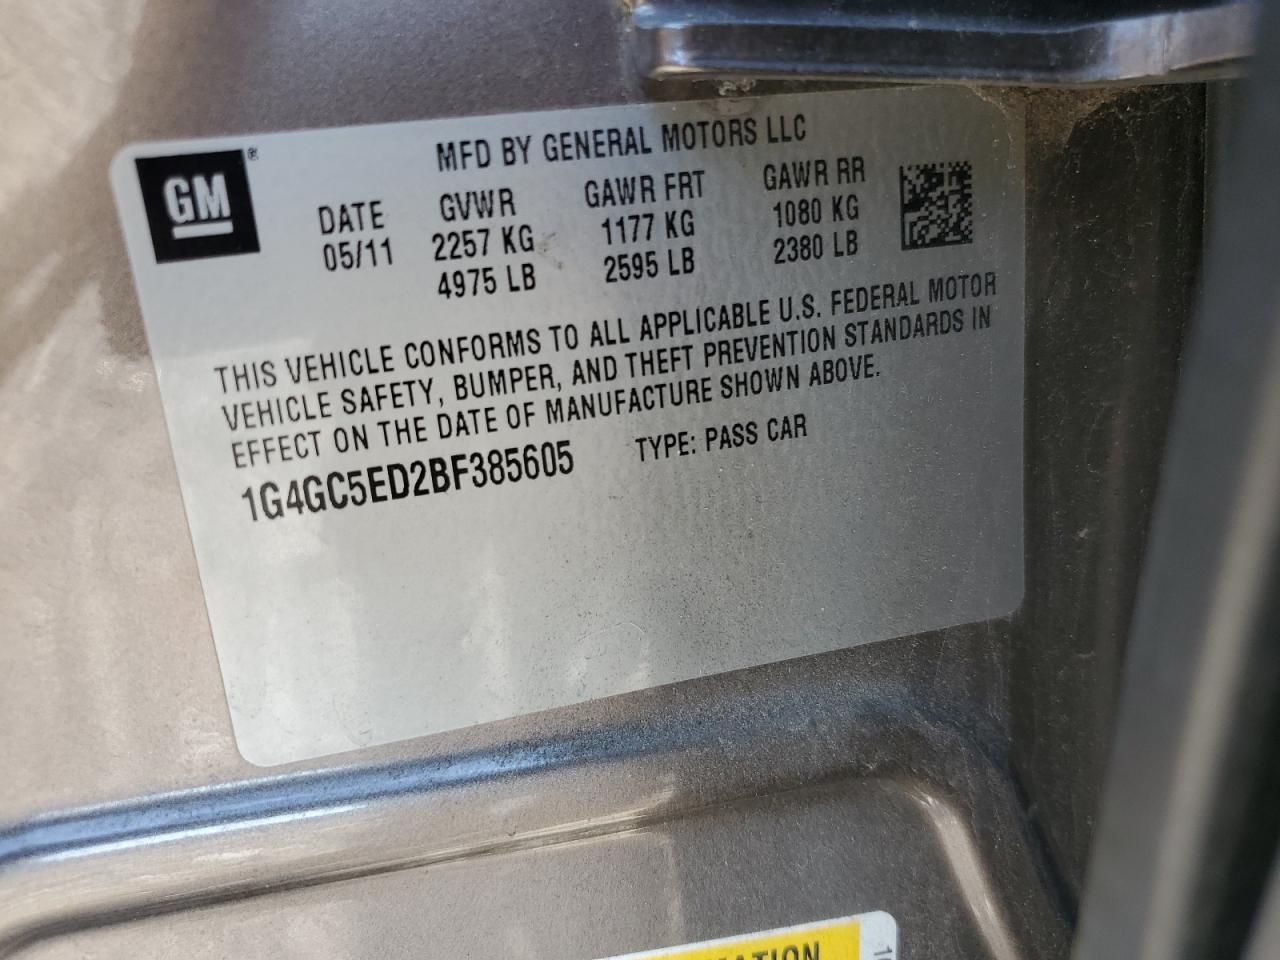 GM ®
MFD BY GENERAL MOTORS LLC
DATE GVWR GAWR FRT GAWR RR
05/11 2257 KG 1177 KG 1080 KG
4975 LB 2595 LB 2380 LB
THIS VEHICLE CONFORMS TO ALL APPLICABLE U.S. FEDERAL MOTOR
VEHICLE SAFETY, BUMPER, AND THEFT PREVENTION STANDARDS IN
EFFECT ON THE DATE OF MANUFACTURE SHOWN ABOVE.
1G4GC5ED2BF385605 TYPE: PASS CAR